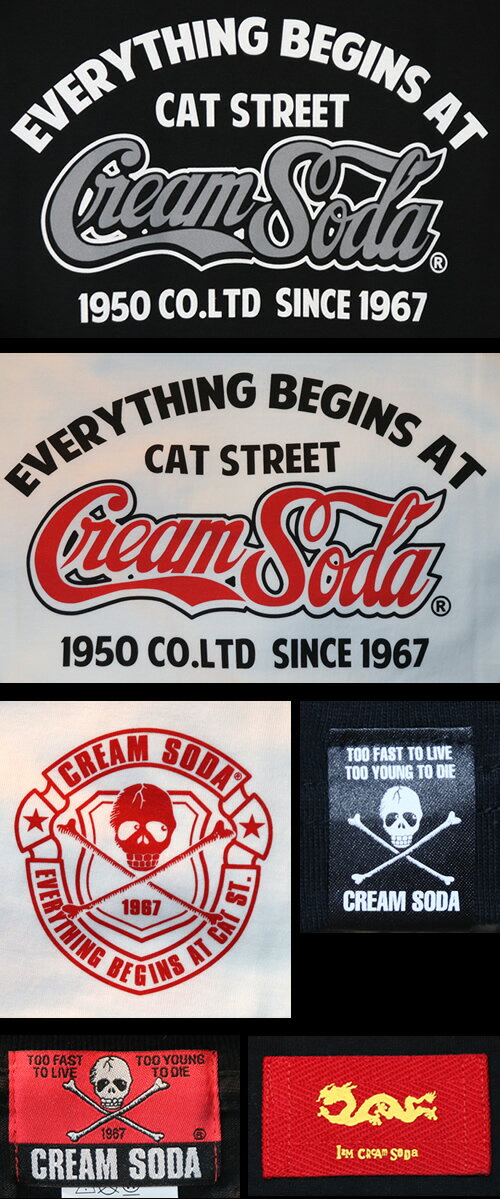 EVERYTHING BEGINS AT
CAT STREET
Cream Soda®
1950 CO.LTD SINCE 1967
EVERYTHING BEGINS AT
CAT STREET
Cream Soda®
1950 CO.LTD SINCE 1967
CREAM SODA®
1967
EVERYTHING BEGINS AT CAT ST.
TOO FAST TO LIVE
TOO YOUNG TO DIE
CREAM SODA
TOO FAST TOO YOUNG
TO LIVE TO DIE
1967 ®
CREAM SODA
IAM CREAM SODA